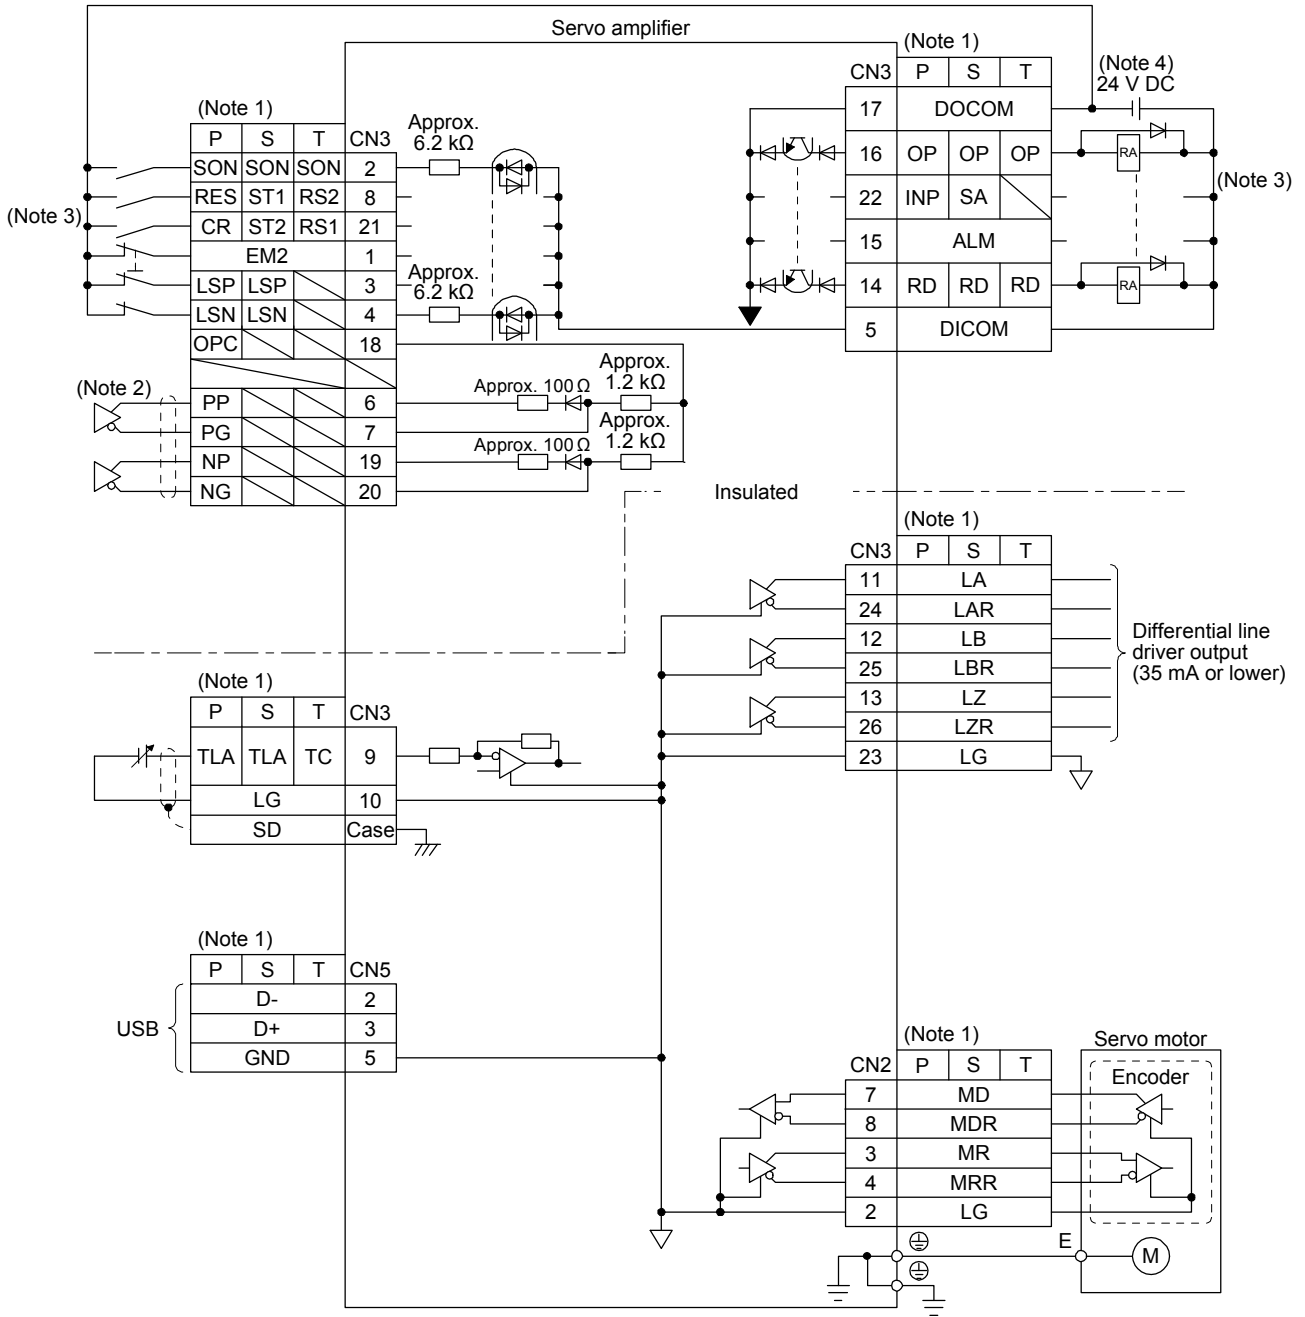 Servo amplifier
(Note 1)
CN3 P S T
17 DOCOM
16 OP OP OP
22 INP SA
15 ALM
14 RD RD RD
5 DICOM
(Note 4)
24 V DC
RA
RA
(Note 3)
(Note 1)
P S T CN3
SON SON SON 2
RES ST1 RS2 8
CR ST2 RS1 21
EM2 1
LSP LSP 3
LSN LSN 4
OPC 18
PP 6
PG 7
NP 19
NG 20
(Note 3)
(Note 2)
Approx.
6.2 kΩ
Approx.
6.2 kΩ
Approx. 100 Ω
Approx.
1.2 kΩ
Approx. 100 Ω
Approx.
1.2 kΩ
Insulated
(Note 1)
CN3 P S T
11 LA
24 LAR
12 LB
25 LBR
13 LZ
26 LZR
23 LG
Differential line
driver output
(35 mA or lower)
(Note 1)
P S T CN3
TLA TLA TC 9
LG 10
SD Case
(Note 1)
P S T CN5
D- 2
D+ 3
GND 5
USB
(Note 1)
CN2 P S T
7 MD
8 MDR
3 MR
4 MRR
2 LG
Servo motor
Encoder
E
M